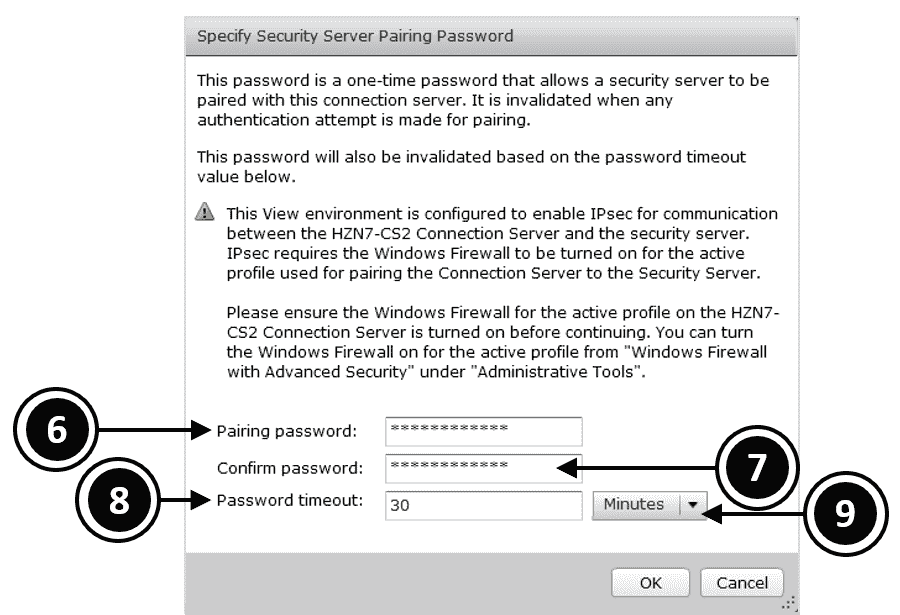 Specify Security Server Pairing Password
This password is a one-time password that allows a security server to be
paired with this connection server. It is invalidated when any
authentication attempt is made for pairing.
This password will also be invalidated based on the password timeout
value below.
This View environment is configured to enable IPsec for communication
between the HZN7-CS2 Connection Server and the security server.
IPsec requires the Windows Firewall to be turned on for the active
profile used for pairing the Connection Server to the Security Server.
Please ensure the Windows Firewall for the active profile on the HZN7-
CS2 Connection Server is turned on before continuing. You can turn
the Windows Firewall on for the active profile from "Windows Firewall
with Advanced Security" under "Administrative Tools".
6 Pairing password: ************
Confirm password: ************ 7
8 Password timeout: 30 Minutes 9
OK Cancel